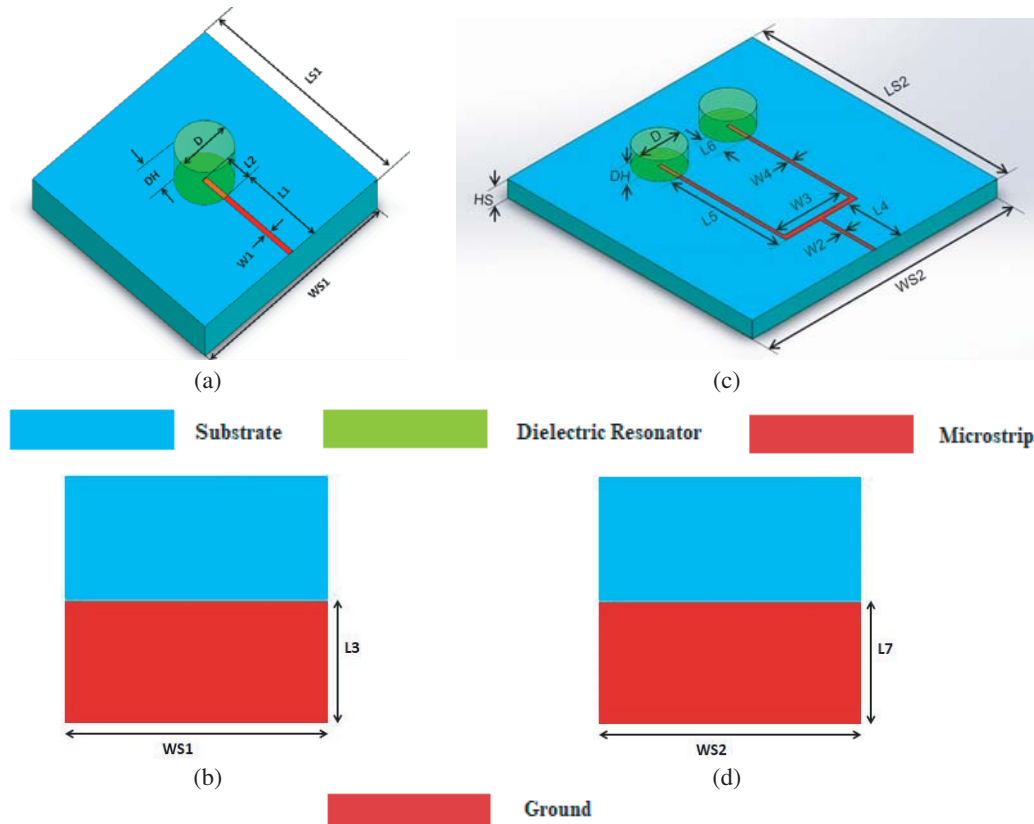 LS1
D
L2
DH
L1
W1
WS1
(a)
LS2
D
L6
DH
HS
W4
W3
L5
L4
W2
WS2
(c)
Substrate
Dielectric Resonator
Microstrip
L3
WS1
(b)
L7
WS2
(d)
Ground